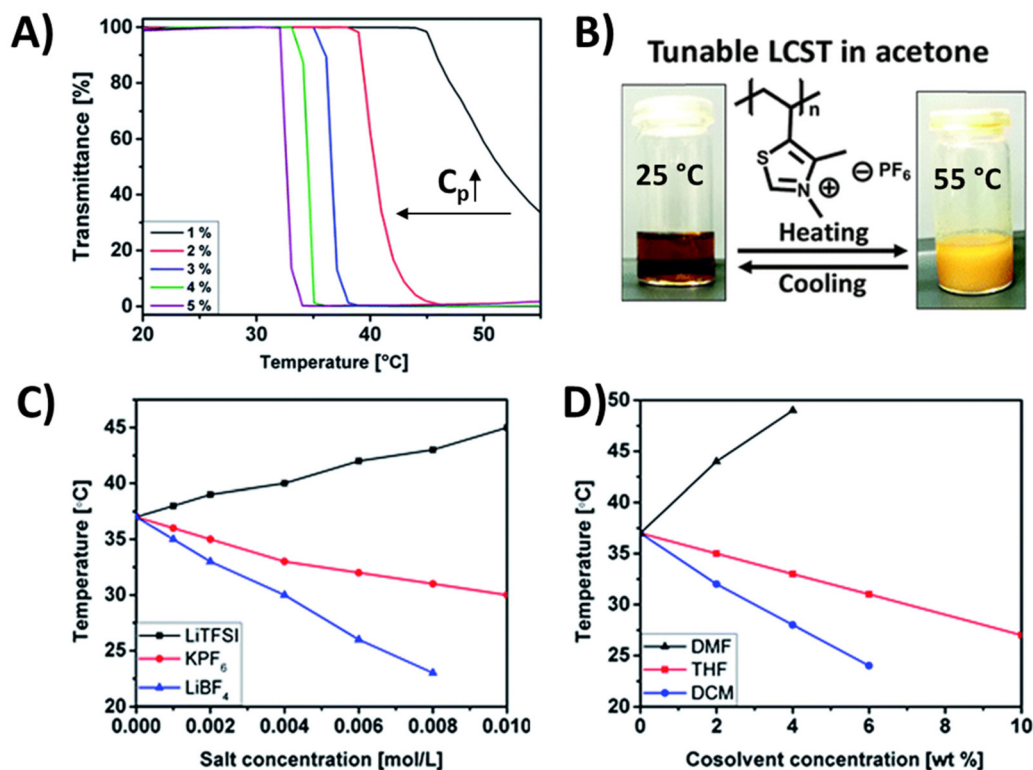 A)
100
80
60
40
20
0
Transmittance [%]
Cp↑
1 %
2 %
3 %
4 %
5 %
20
30
40
50
Temperature [°C]
B)
Tunable LCST in acetone
25 °C
n
S
N
⊕
⊖ PF6
55 °C
Heating
Cooling
C)
45
40
35
30
25
20
Temperature [°C]
LiTFSI
KPF6
LiBF4
0.000
0.002
0.004
0.006
0.008
0.010
Salt concentration [mol/L]
D)
50
45
40
35
30
25
20
Temperature [°C]
DMF
THF
DCM
0
2
4
6
8
10
Cosolvent concentration [wt %]